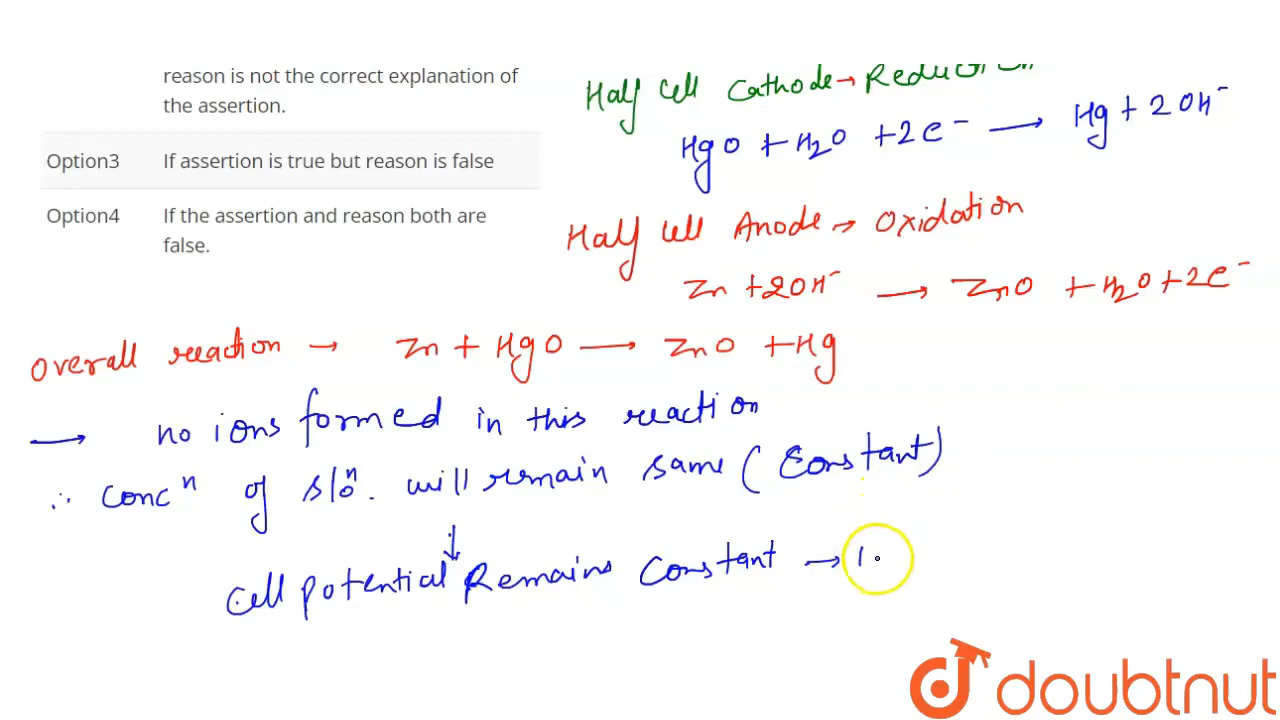 reason is not the correct explanation of
the assertion.
Option3 If assertion is true but reason is false
Option4 If the assertion and reason both are
false.
Half Cell Cathode → Reduction
HgO + H2O + 2e⁻ → Hg + 2OH⁻
Half Cell Anode → Oxidation
Zn + 2OH⁻ → ZnO + H2O + 2e⁻
Overall reaction → Zn + HgO → ZnO + Hg
→ no ions formed in this reaction
∴ concⁿ of s/oⁿ. will remain same (Constant)
↓
Cell potential Remains Constant → 1.
doubtnut